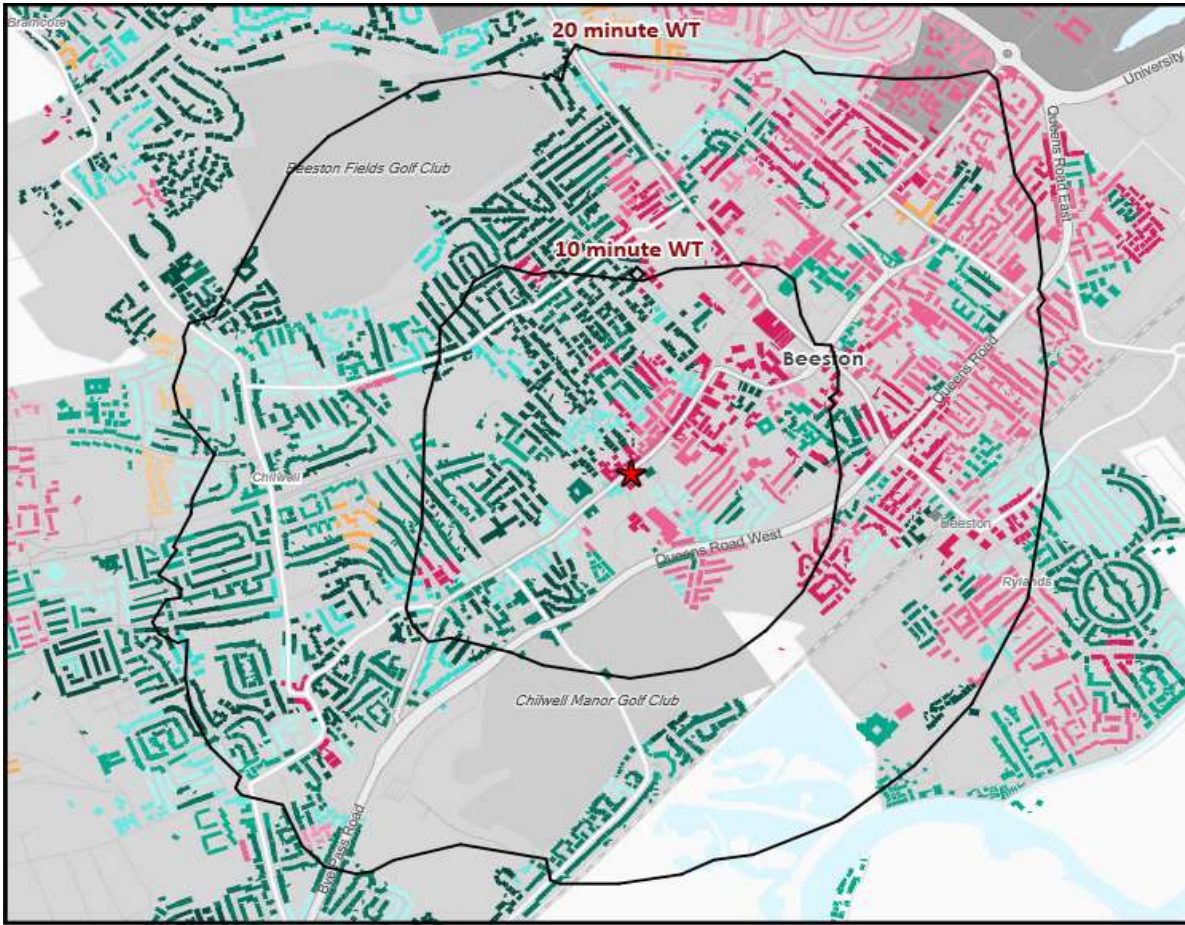 Bramcote
20 minute WT
University
Queens Road East
Beeston Fields Golf Club
10 minute WT
Beeston
Queens Road
Chilwell
Beeston
Queens Road West
Rylands
Chilwell Manor Golf Club
Bye Pass Road